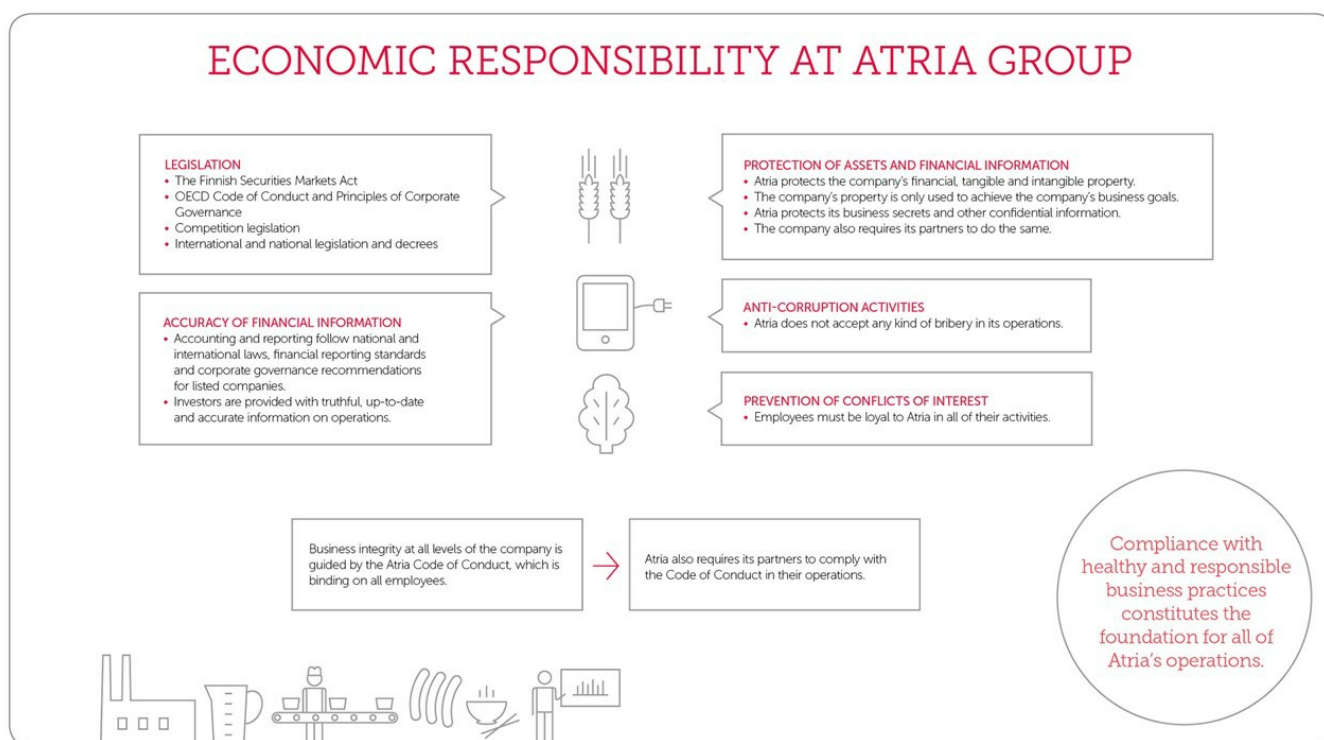 ECONOMIC RESPONSIBILITY AT ATRIA GROUP
LEGISLATION
• The Finnish Securities Markets Act
• OECD Code of Conduct and Principles of Corporate
Governance
• Competition legislation
• International and national legislation and decrees
ACCURACY OF FINANCIAL INFORMATION
• Accounting and reporting follow national and
international laws, financial reporting standards
and corporate governance recommendations
for listed companies.
• Investors are provided with truthful, up-to-date
and accurate information on operations.
PROTECTION OF ASSETS AND FINANCIAL INFORMATION
• Atria protects the company's financial, tangible and intangible property.
• The company's property is only used to achieve the company's business goals.
• Atria protects its business secrets and other confidential information.
• The company also requires its partners to do the same.
ANTI-CORRUPTION ACTIVITIES
• Atria does not accept any kind of bribery in its operations.
PREVENTION OF CONFLICTS OF INTEREST
• Employees must be loyal to Atria in all of their activities.
Business integrity at all levels of the company is
guided by the Atria Code of Conduct, which is
binding on all employees.
Atria also requires its partners to comply with
the Code of Conduct in their operations.
Compliance with
healthy and responsible
business practices
constitutes the
foundation for all of
Atria's operations.